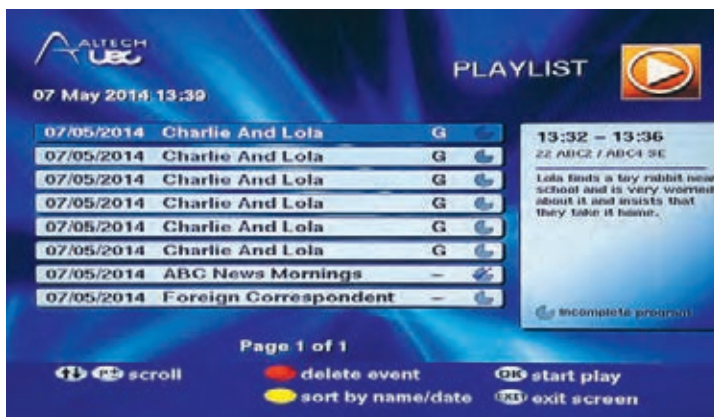 ALTECH
UEC
PLAYLIST
07 May 2014 13:39
07/05/2014 Charlie And Lola G
07/05/2014 Charlie And Lola G
07/05/2014 Charlie And Lola G
07/05/2014 Charlie And Lola G
07/05/2014 Charlie And Lola G
07/05/2014 Charlie And Lola G
07/05/2014 ABC News Mornings –
07/05/2014 Foreign Correspondent –
13:32 – 13:36
22 ABC2 / ABC4 SE
Lola finds a toy rabbit near
school and is very worried
about it and insists that
they take it home.
Incomplete program
Page 1 of 1
P± scroll
delete event
OK start play
sort by name/date
EXIT exit screen